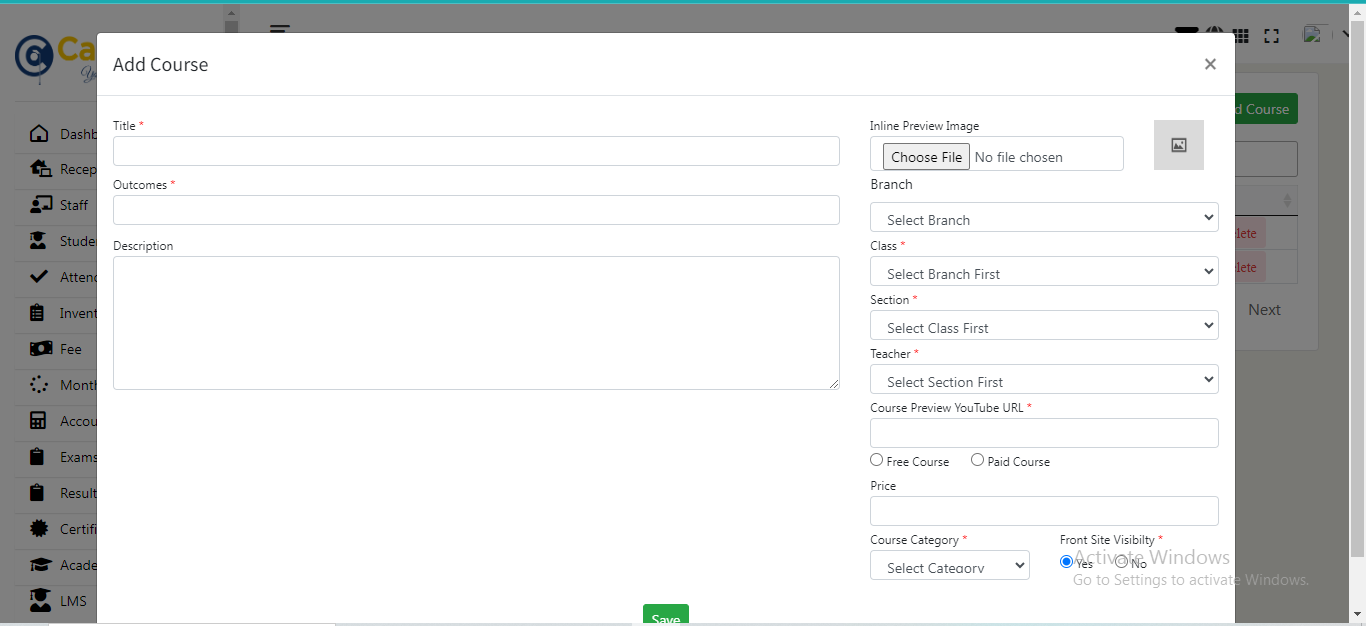 Ca
Add Course
×
d Course
Title *
Outcomes *
Description
Inline Preview Image
Choose File No file chosen
Branch
Select Branch
Class *
Select Branch First
Section *
Select Class First
Teacher *
Select Section First
Course Preview YouTube URL *
Free Course Paid Course
Price
Course Category *
Select Category
Front Site Visibilty *
Yes No
Save
Dashb
Recep
Staff
Stude
Attend
Invent
Fee
Month
Accou
Exams
Result
Certifi
Acade
LMS
lete
lete
Next
Activate Windows
Go to Settings to activate Windows.